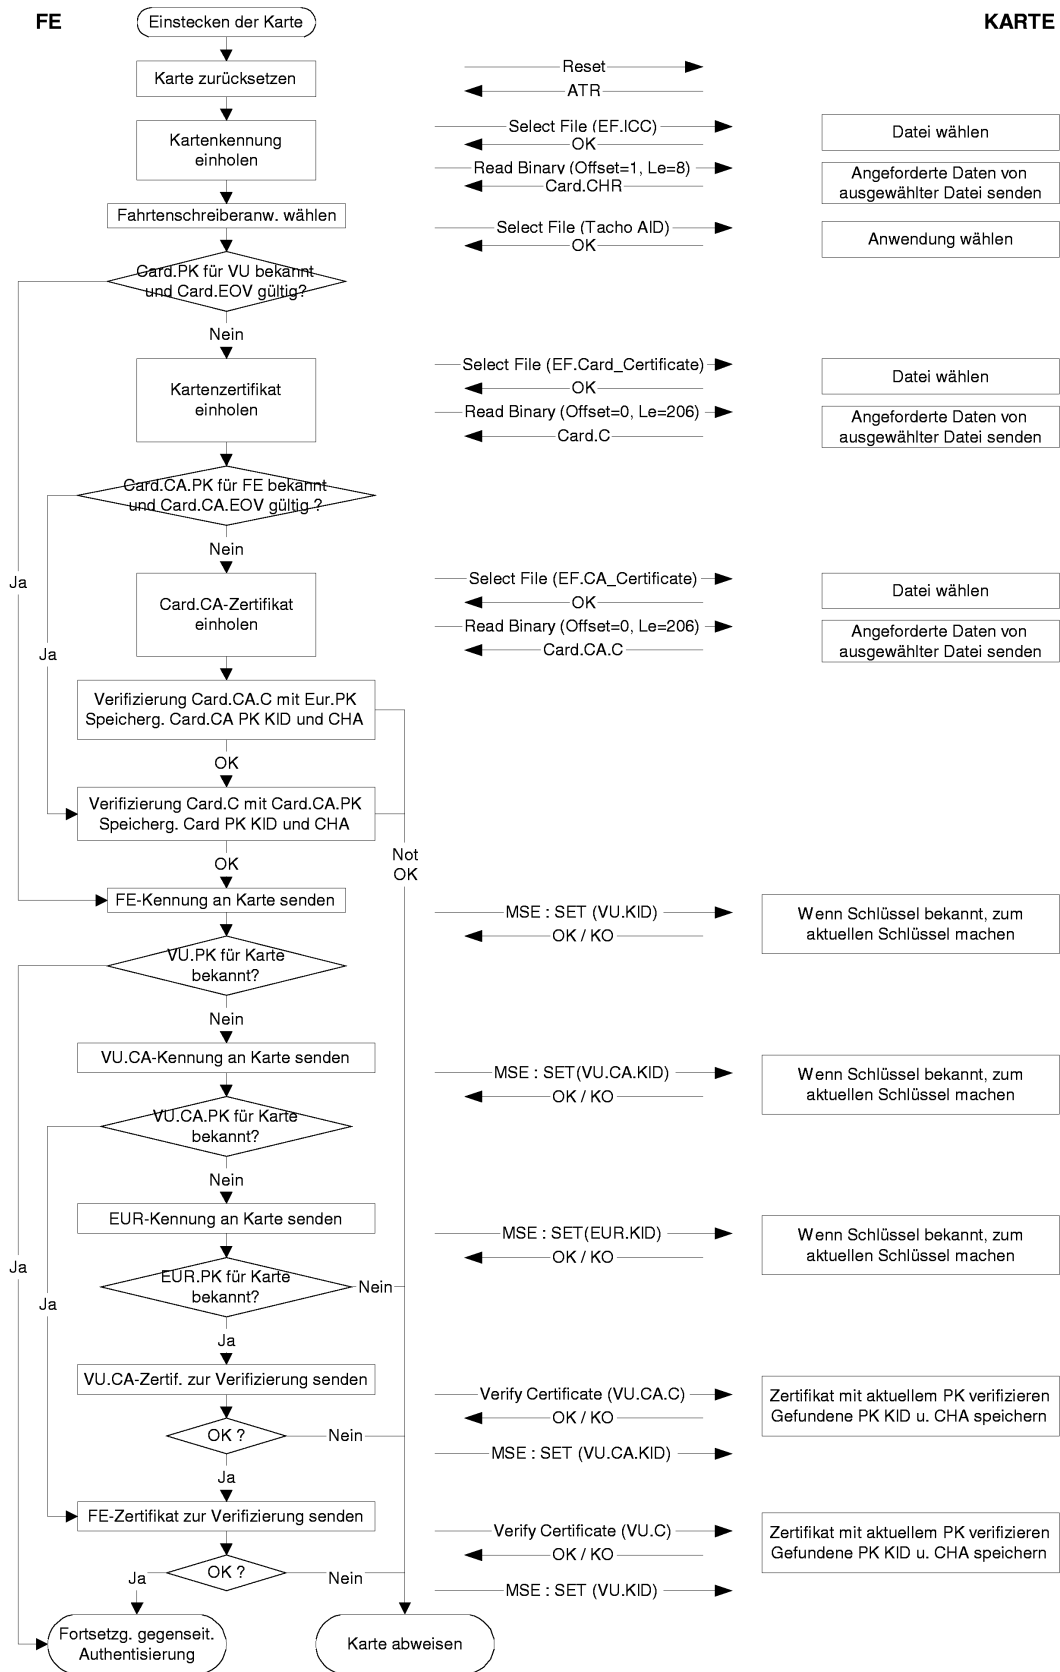 FE
Einstecken der Karte
KARTE
Karte zurücksetzen
Reset
ATR
Kartenkennung
einholen
Select File (EF.ICC)
OK
Datei wählen
Read Binary (Offset=1, Le=8)
Card.CHR
Angeforderte Daten von
ausgewählter Datei senden
Fahrtenschreiberanw. wählen
Select File (Tacho AID)
OK
Anwendung wählen
Card.PK für VU bekannt
und Card.EOV gültig?
Nein
Kartenzertifikat
einholen
Select File (EF.Card_Certificate)
OK
Datei wählen
Read Binary (Offset=0, Le=206)
Card.C
Angeforderte Daten von
ausgewählter Datei senden
Card.CA.PK für FE bekannt
und Card.CA.EOV gültig ?
Nein
Ja
Card.CA-Zertifikat
einholen
Select File (EF.CA_Certificate)
OK
Datei wählen
Read Binary (Offset=0, Le=206)
Card.CA.C
Angeforderte Daten von
ausgewählter Datei senden
Ja
Verifizierung Card.CA.C mit Eur.PK
Speicherg. Card.CA PK KID und CHA
OK
Verifizierung Card.C mit Card.CA.PK
Speicherg. Card PK KID und CHA
Not
OK
OK
FE-Kennung an Karte senden
MSE : SET (VU.KID)
OK / KO
Wenn Schlüssel bekannt, zum
aktuellen Schlüssel machen
VU.PK für Karte
bekannt?
Nein
VU.CA-Kennung an Karte senden
MSE : SET(VU.CA.KID)
OK / KO
Wenn Schlüssel bekannt, zum
aktuellen Schlüssel machen
VU.CA.PK für Karte
bekannt?
Nein
EUR-Kennung an Karte senden
MSE : SET(EUR.KID)
OK / KO
Wenn Schlüssel bekannt, zum
aktuellen Schlüssel machen
Ja
EUR.PK für Karte
bekannt?
Nein
Ja
Ja
VU.CA-Zertif. zur Verifizierung senden
Verify Certificate (VU.CA.C)
OK / KO
Zertifikat mit aktuellem PK verifizieren
Gefundene PK KID u. CHA speichern
OK ?
Nein
MSE : SET (VU.CA.KID)
Ja
FE-Zertifikat zur Verifizierung senden
Verify Certificate (VU.C)
OK / KO
Zertifikat mit aktuellem PK verifizieren
Gefundene PK KID u. CHA speichern
OK ?
Ja
Nein
MSE : SET (VU.KID)
Fortsetzg. gegenseit.
Authentisierung
Karte abweisen